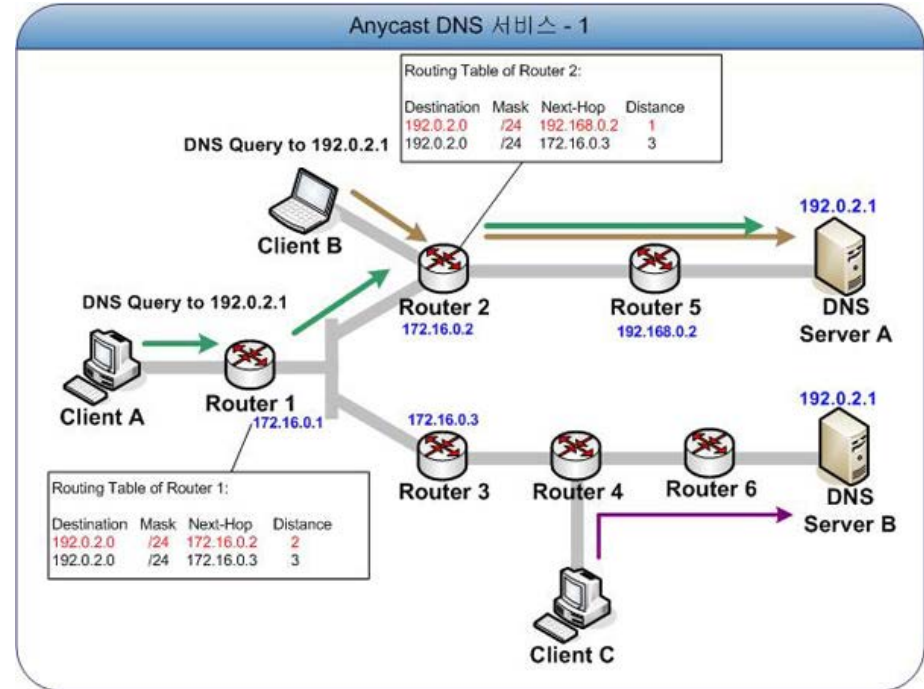 Anycast DNS 서비스 - 1
Routing Table of Router 2:
Destination Mask Next-Hop Distance
192.0.2.0 /24 192.168.0.2 1
192.0.2.0 /24 172.16.0.3 3
DNS Query to 192.0.2.1
Client B
Router 2
172.16.0.2
Router 5
192.168.0.2
192.0.2.1
DNS
Server A
DNS Query to 192.0.2.1
Client A
Router 1
172.16.0.1
172.16.0.3
Router 3
Router 4
Router 6
192.0.2.1
DNS
Server B
Routing Table of Router 1:
Destination Mask Next-Hop Distance
192.0.2.0 /24 172.16.0.2 2
192.0.2.0 /24 172.16.0.3 3
Client C